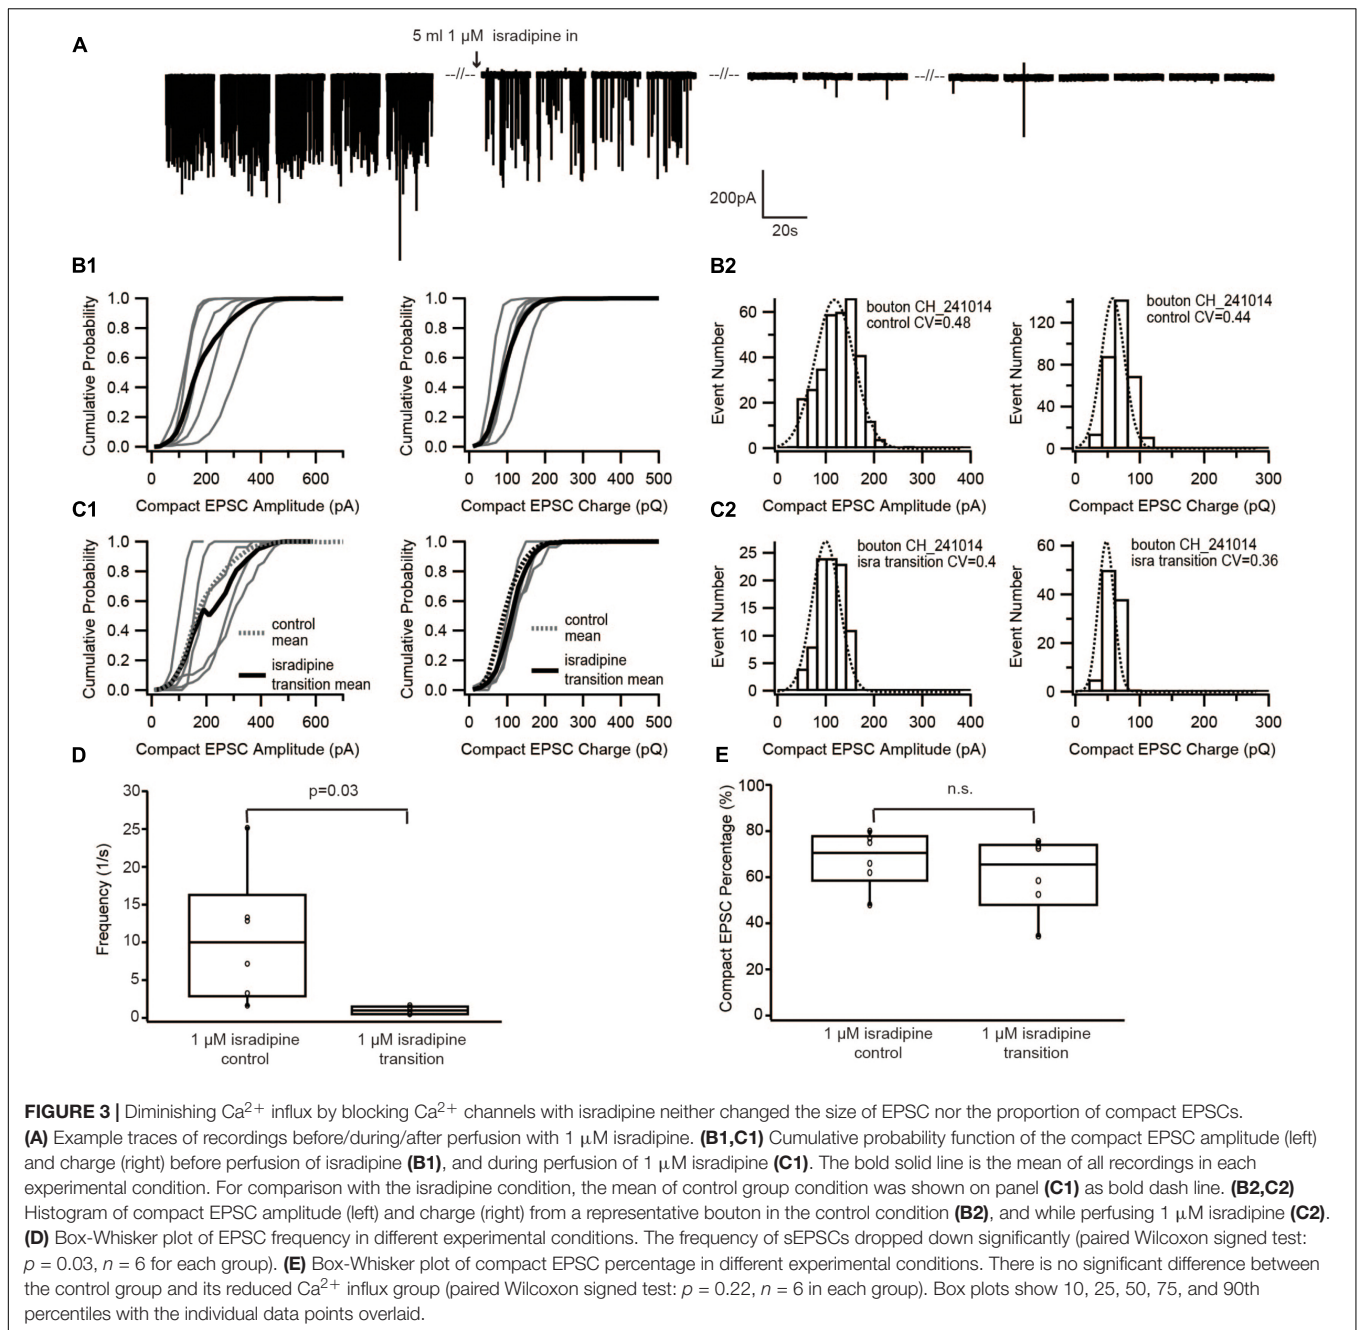 A
5 ml 1 µM isradipine in
--//--
--//--
--//--
200pA
20s
B1
Cumulative Probability
1.0
0.8
0.6
0.4
0.2
0.0
0 200 400 600
Compact EPSC Amplitude (pA)
Cumulative Probability
1.0
0.8
0.6
0.4
0.2
0.0
0 100 200 300 400 500
Compact EPSC Charge (pQ)
B2
Event Number
60
40
20
0
bouton CH_241014
control CV=0.48
0 100 200 300 400
Compact EPSC Amplitude (pA)
Event Number
120
80
40
0
bouton CH_241014
control CV=0.44
0 100 200 300
Compact EPSC Charge (pQ)
C1
Cumulative Probability
1.0
0.8
0.6
0.4
0.2
0.0
control
mean
isradipine
transition mean
0 200 400 600
Compact EPSC Amplitude (pA)
Cumulative Probability
1.0
0.8
0.6
0.4
0.2
0.0
control
mean
isradipine
transition mean
0 100 200 300 400 500
Compact EPSC Charge (pQ)
C2
Event Number
25
20
15
10
5
0
bouton CH_241014
isra transition CV=0.4
0 100 200 300 400
Compact EPSC Amplitude (pA)
Event Number
60
40
20
0
bouton CH_241014
isra transition CV=0.36
0 100 200 300
Compact EPSC Charge (pQ)
D
Frequency (1/s)
30
25
20
15
10
5
0
p=0.03
1 µM isradipine
control
1 µM isradipine
transition
E
Compact EPSC Percentage (%)
100
80
60
40
20
0
n.s.
1 µM isradipine
control
1 µM isradipine
transition
FIGURE 3 | Diminishing Ca2+ influx by blocking Ca2+ channels with isradipine neither changed the size of EPSC nor the proportion of compact EPSCs.
(A) Example traces of recordings before/during/after perfusion with 1 µM isradipine. (B1,C1) Cumulative probability function of the compact EPSC amplitude (left)
and charge (right) before perfusion of isradipine (B1), and during perfusion of 1 µM isradipine (C1). The bold solid line is the mean of all recordings in each
experimental condition. For comparison with the isradipine condition, the mean of control group condition was shown on panel (C1) as bold dash line. (B2,C2)
Histogram of compact EPSC amplitude (left) and charge (right) from a representative bouton in the control condition (B2), and while perfusing 1 µM isradipine (C2).
(D) Box-Whisker plot of EPSC frequency in different experimental conditions. The frequency of sEPSCs dropped down significantly (paired Wilcoxon signed test:
p = 0.03, n = 6 for each group). (E) Box-Whisker plot of compact EPSC percentage in different experimental conditions. There is no significant difference between
the control group and its reduced Ca2+ influx group (paired Wilcoxon signed test: p = 0.22, n = 6 in each group). Box plots show 10, 25, 50, 75, and 90th
percentiles with the individual data points overlaid.